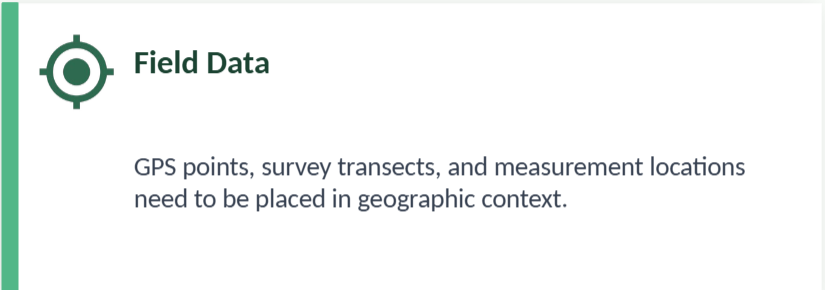 Field Data
GPS points, survey transects, and measurement locations
need to be placed in geographic context.